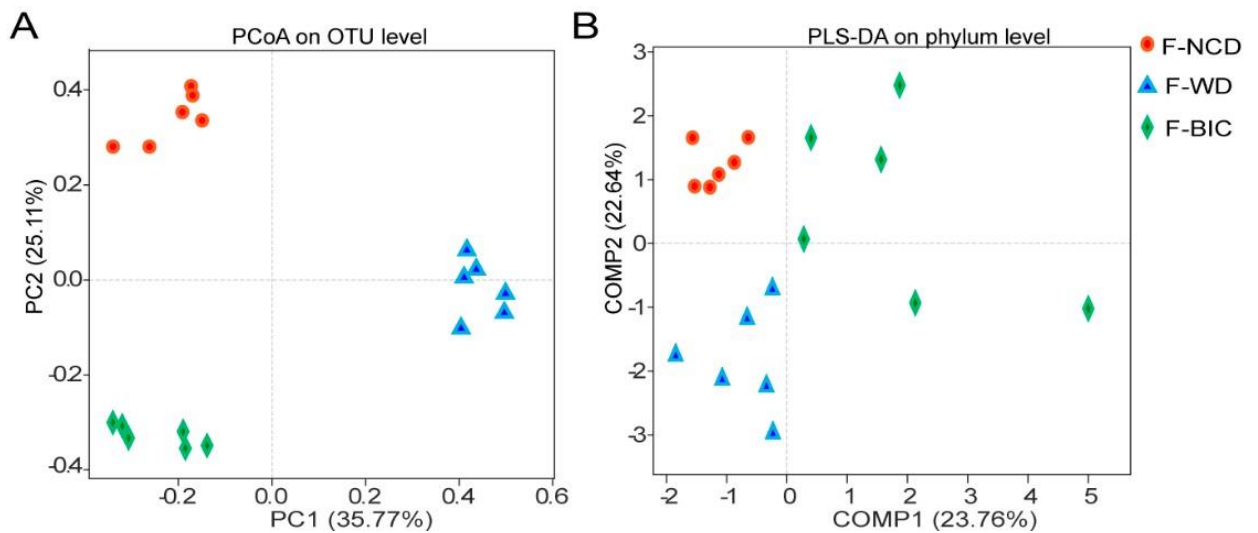 A
PCoA on OTU level
PC2 (25.11%)
0.4
0.2
0.0
-0.2
-0.4
-0.2
0.0
0.2
0.4
0.6
PC1 (35.77%)
B
PLS-DA on phylum level
COMP2 (22.64%)
3
2
1
0
-1
-2
-3
-2
-1
0
1
2
3
4
5
COMP1 (23.76%)
F-NCD
F-WD
F-BIC